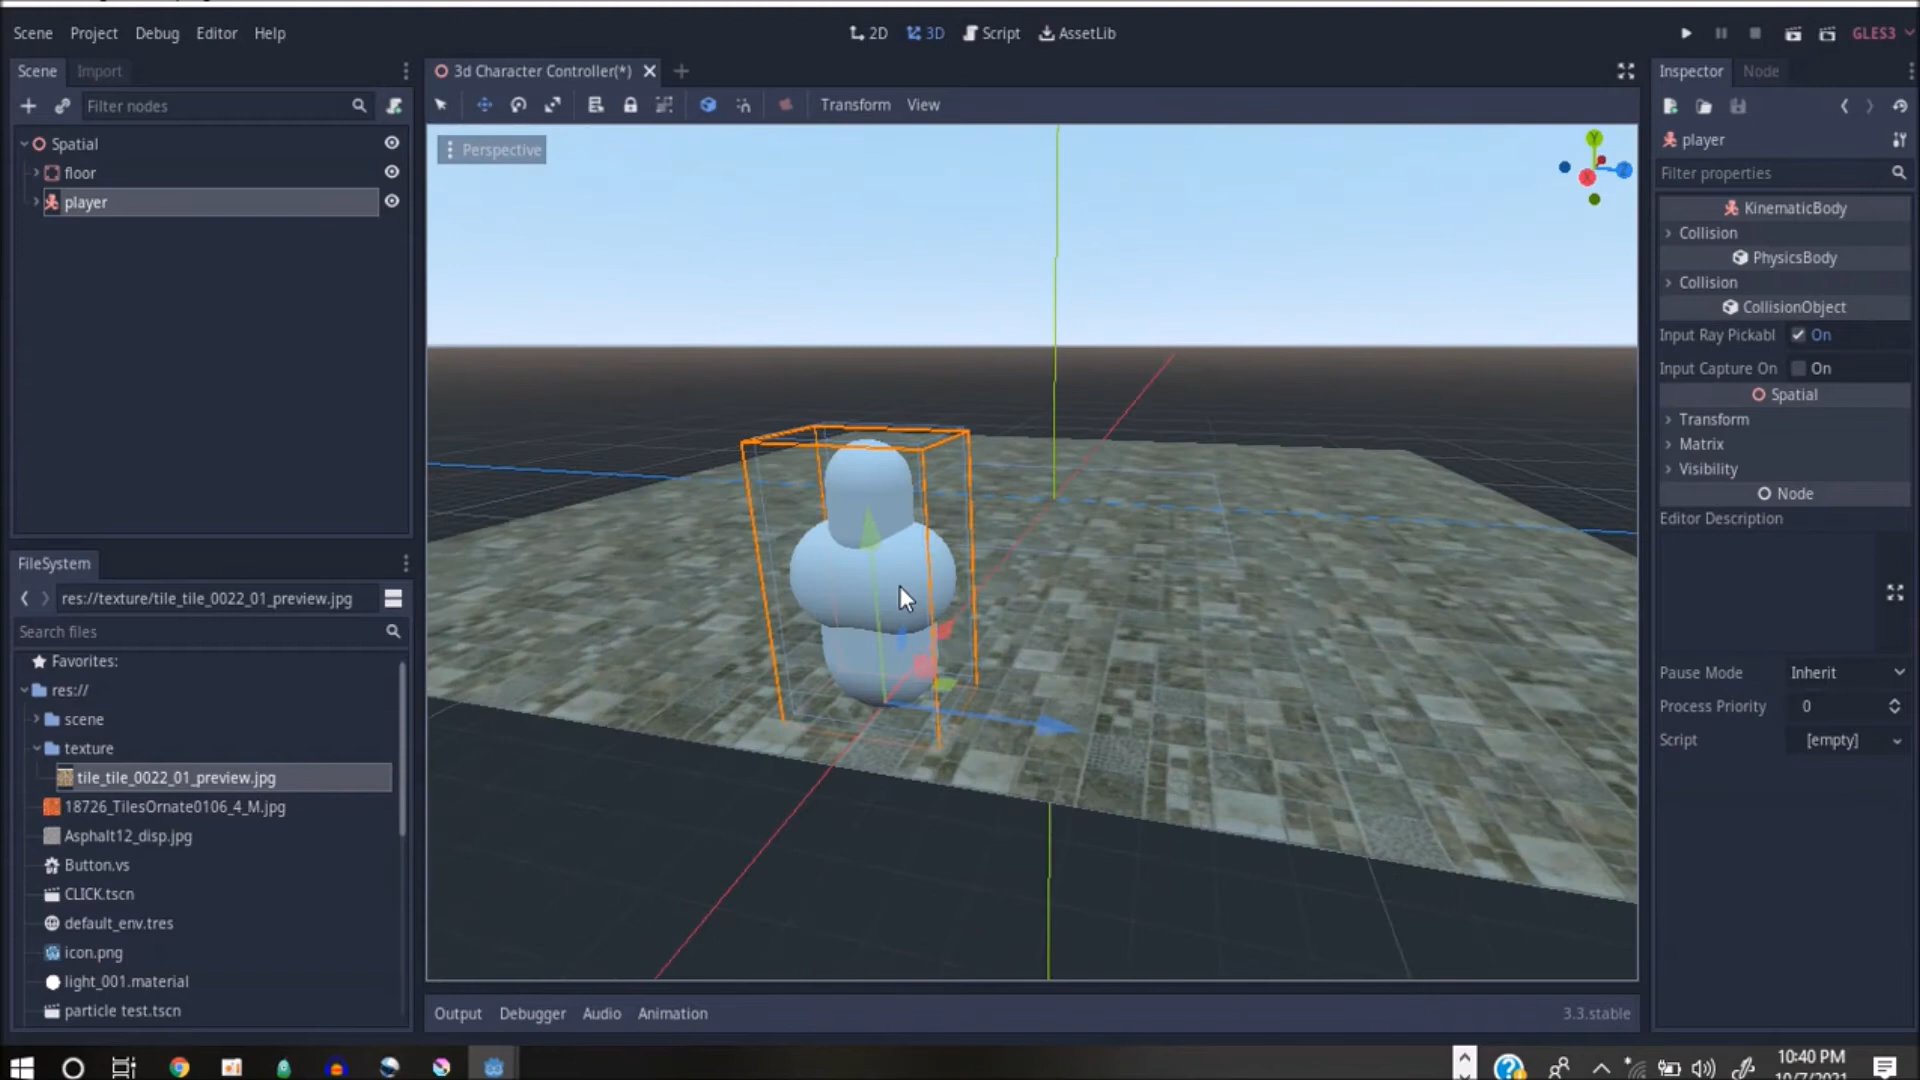 Scene Project Debug Editor Help
2D 3D Script AssetLib
GLES3
Scene Import
3d Character Controller(*)
Inspector Node
Filter nodes
Transform View
Spatial
floor
player
Perspective
Y
Z
X
player
Filter properties
KinematicBody
Collision
PhysicsBody
Collision
CollisionObject
Input Ray Pickabl On
Input Capture On On
Spatial
Transform
Matrix
Visibility
Node
Editor Description
Pause Mode Inherit
Process Priority 0
Script [empty]
FileSystem
res://texture/tile_tile_0022_01_preview.jpg
Search files
Favorites:
res://
scene
texture
tile_tile_0022_01_preview.jpg
18726_TilesOrnate0106_4_M.jpg
Asphalt12_disp.jpg
Button.vs
CLICK.tscn
default_env.tres
icon.png
light_001.material
particle test.tscn
Output Debugger Audio Animation
3.3.stable
10:40 PM
10/7/2021